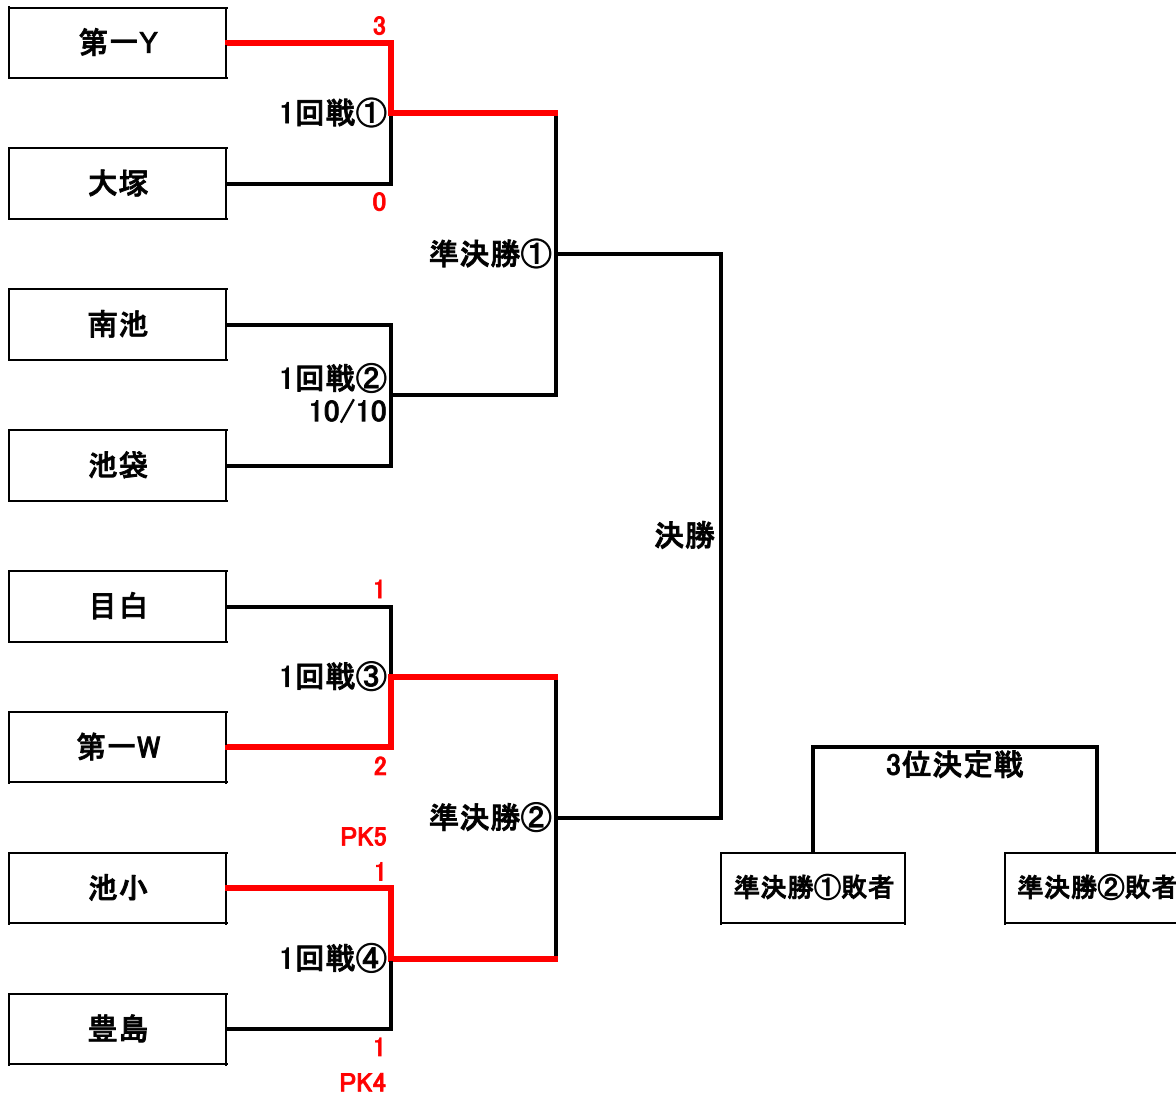 第一Y
3
1回戦①
大塚
0
準決勝①
南池
1回戦②
10/10
池袋
決勝
目白
1
1回戦③
第一W
2
3位決定戦
準決勝②
PK5
池小
1
準決勝①敗者
準決勝②敗者
1回戦④
豊島
1
PK4